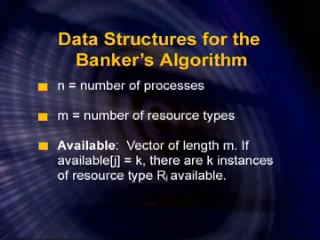 Data Structures for the
Banker's Algorithm
n = number of processes
m = number of resource types
Available: Vector of length m. If
available[j] = k, there are k instances
of resource type Rj available.